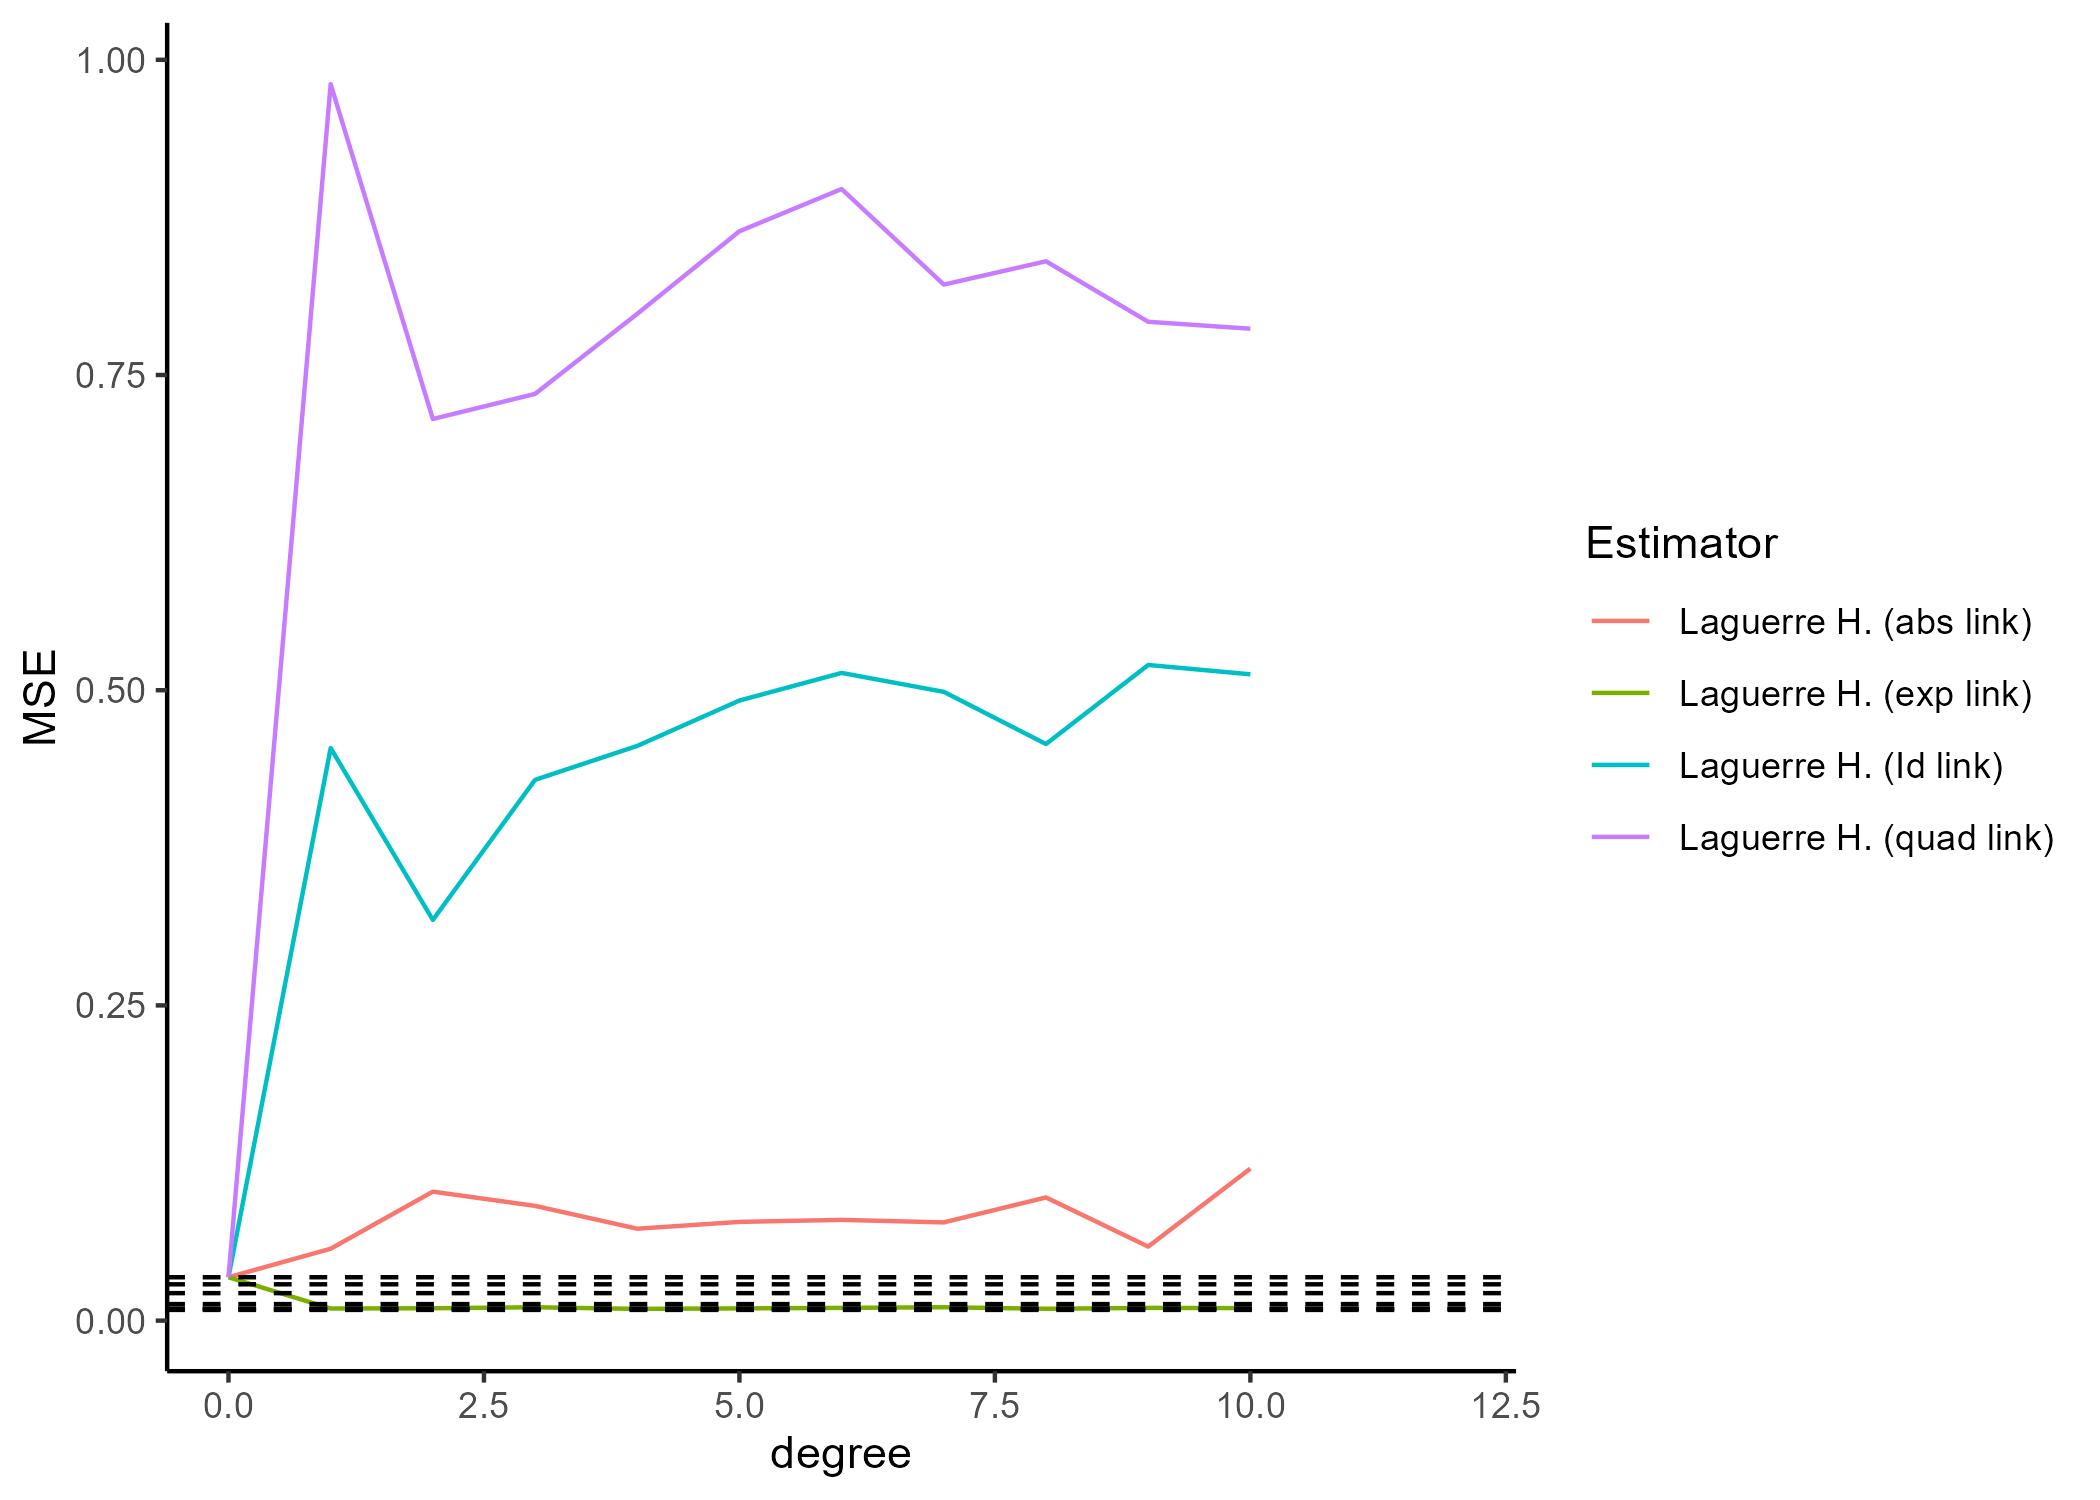 1.00
0.75
0.50
0.25
0.00
MSE
0.0 2.5 5.0 7.5 10.0 12.5
degree
Estimator
Laguerre H. (abs link)
Laguerre H. (exp link)
Laguerre H. (Id link)
Laguerre H. (quad link)